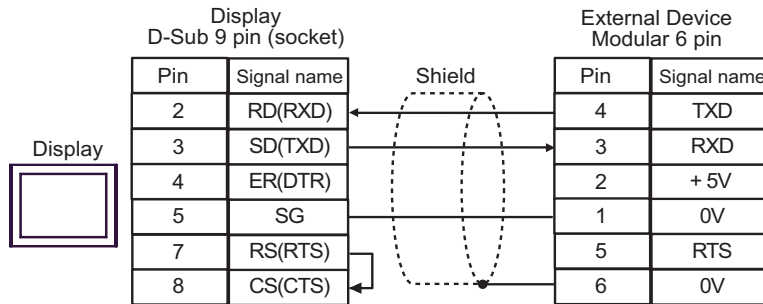 Display
D-Sub 9 pin (socket)
External Device
Modular 6 pin
Pin Signal name Shield Pin Signal name
2 RD(RXD) 4 TXD
Display 3 SD(TXD) 3 RXD
4 ER(DTR) 2 +5V
5 SG 1 0V
7 RS(RTS) 5 RTS
8 CS(CTS) 6 0V